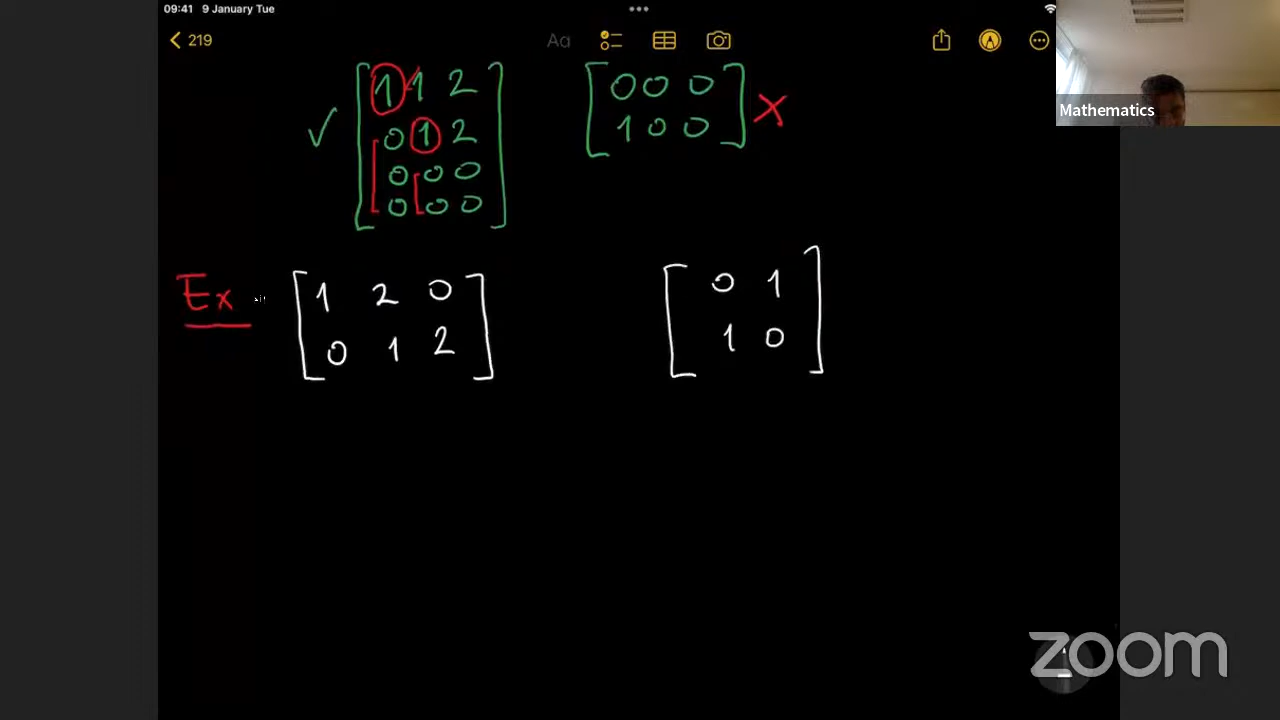 09:41 9 January Tue
219
Aa
Mathematics
✓ [1 1 2] [0 0 0] ✗
[0 1 2] [1 0 0]
[0 0 0]
[0 0 0]
Ex [1 2 0] [0 1]
[0 1 2] [1 0]
zoom